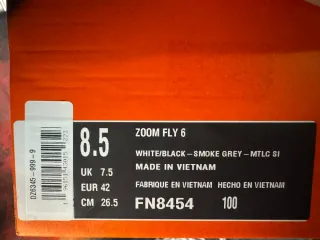 8.5
UK 7.5
EUR 42
CM 26.5
ZOOM FLY 6
WHITE/BLACK-SMOKE GREY-MTLC SI
MADE IN VIETNAM
FABRIQUE EN VIETNAM HECHO EN VIETNAM
FN8454 100